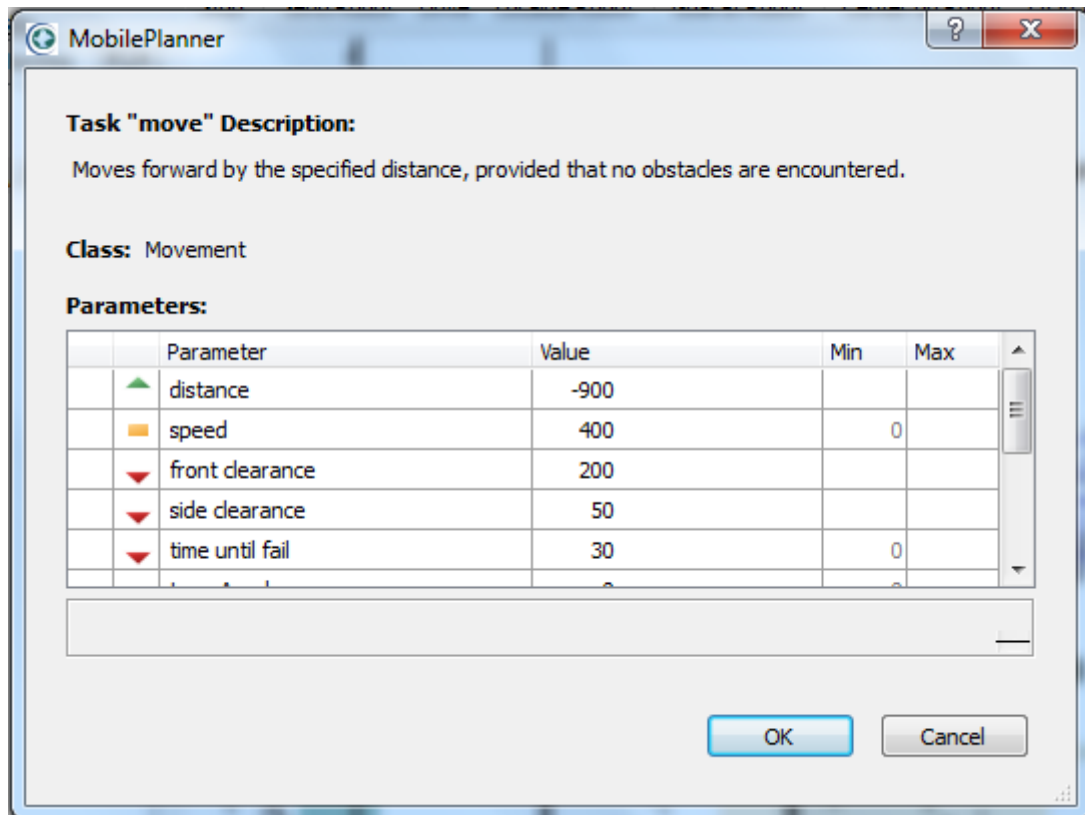 MobilePlanner
Task "move" Description:
Moves forward by the specified distance, provided that no obstacles are encountered.
Class: Movement
Parameters:
Parameter Value Min Max
distance -900
speed 400 0
front clearance 200
side clearance 50
time until fail 30 0
OK Cancel